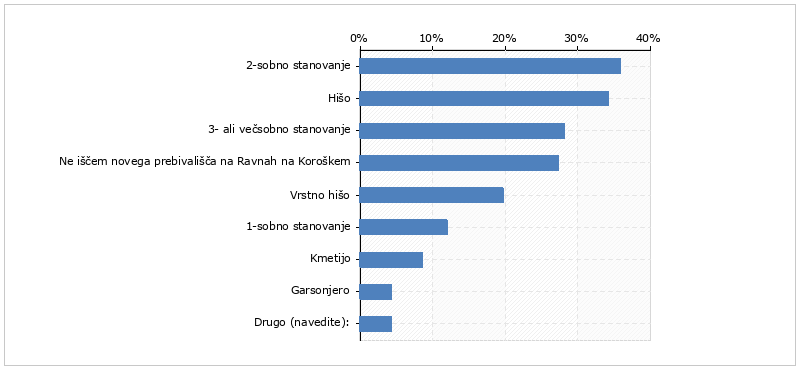 0% 10% 20% 30% 40%
2-sobno stanovanje
Hišo
3- ali večsobno stanovanje
Ne iščem novega prebivališča na Ravnah na Koroškem
Vrstno hišo
1-sobno stanovanje
Kmetijo
Garsonjero
Drugo (navedite):